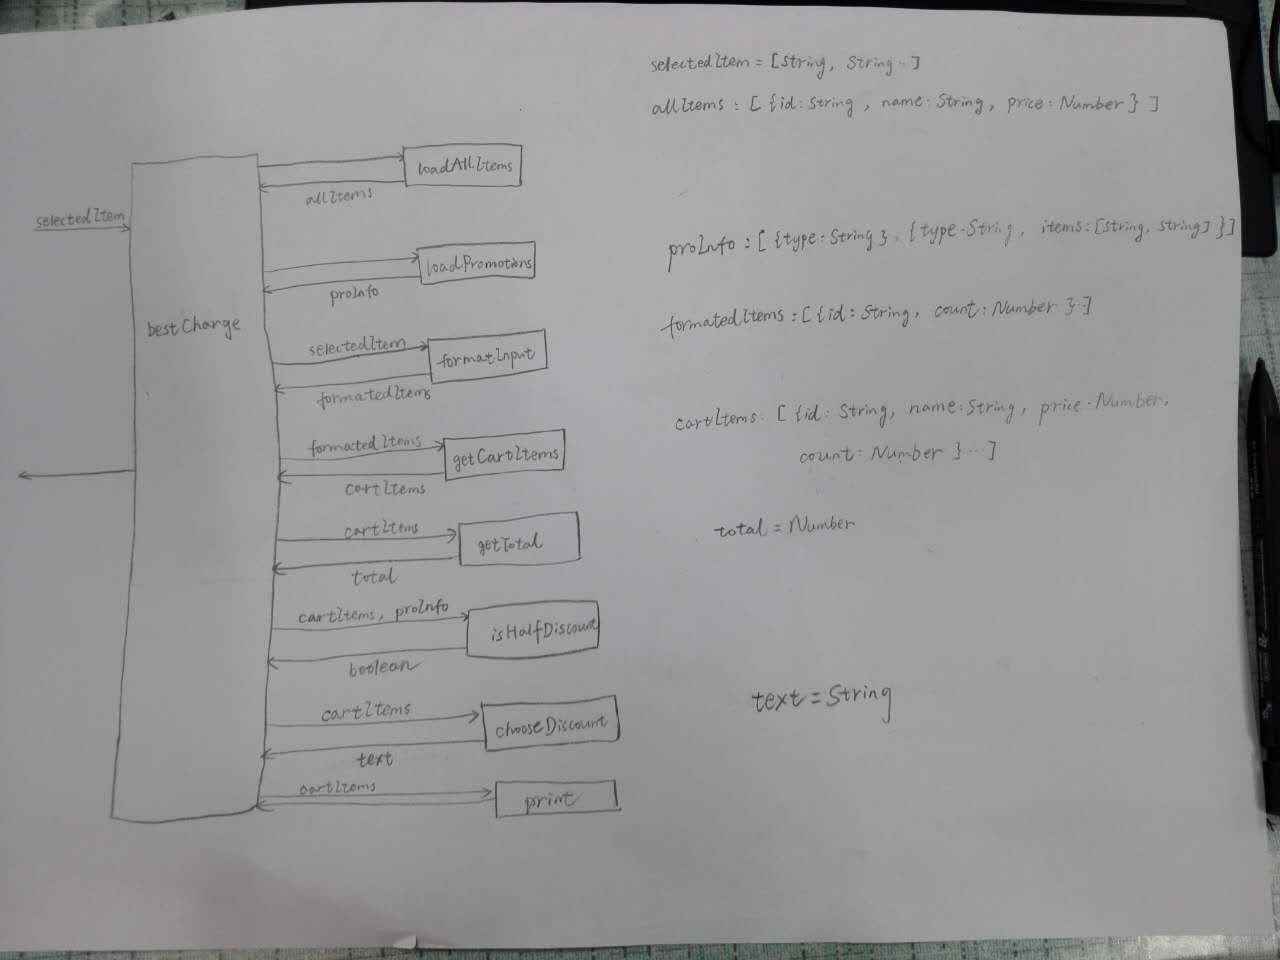 selectedItem = [String, String ··]
allItems : [ {id: String, name: String, price: Number } ]
loadAllItems
allItems
selectedItem
proInfo : [ {type: String }, {type: String, items: [String, String] }]
loadPromotions
proInfo
bestCharge
formatedItems : [ {id: String, count: Number } ··]
selectedItem
formatInput
formatedItems
cartItems: [ {id: String, name: String, price: Number,
count: Number } ··· ]
formatedItems
getCartItems
cartItems
total = Number
cartItems
getTotal
total
cartItems, proInfo
isHalfDiscount
boolean
text = String
cartItems
chooseDiscount
text
cartItems
print